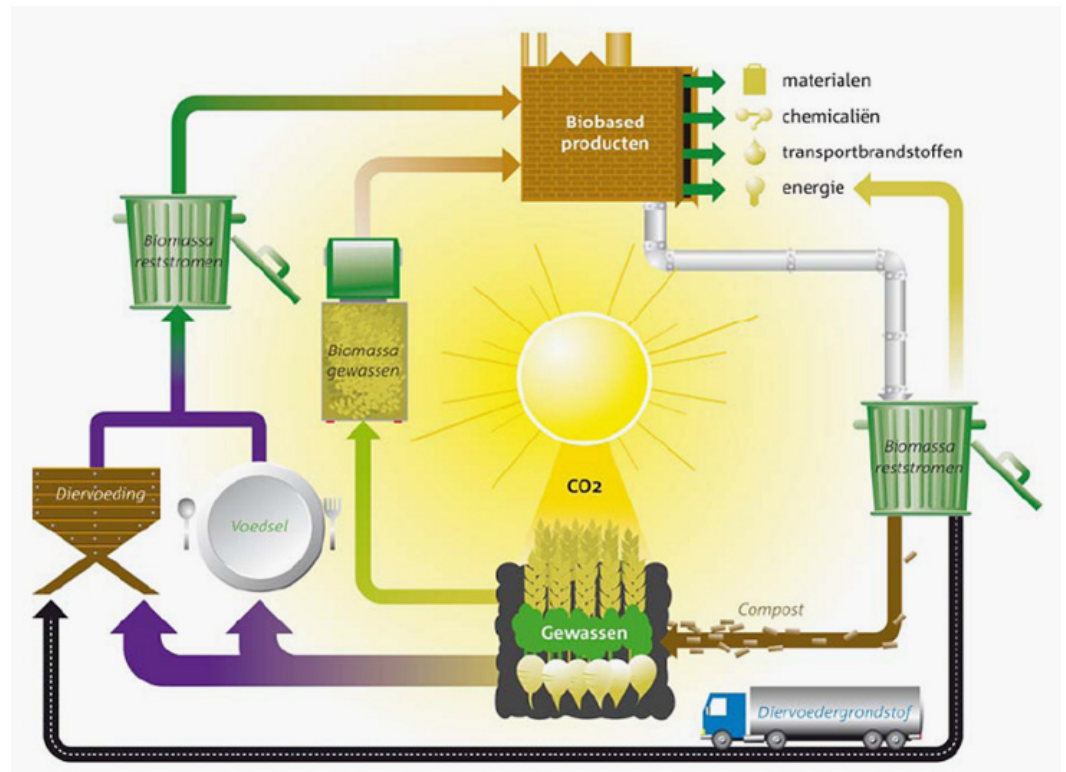 Biobased
producten
materialen
chemicaliën
transportbrandstoffen
energie
Biomassa
reststromen
Biomassa
gewassen
Biomassa
reststromen
Diervoeding
Voedsel
CO2
Gewassen
Compost
Diervoedergrondstof